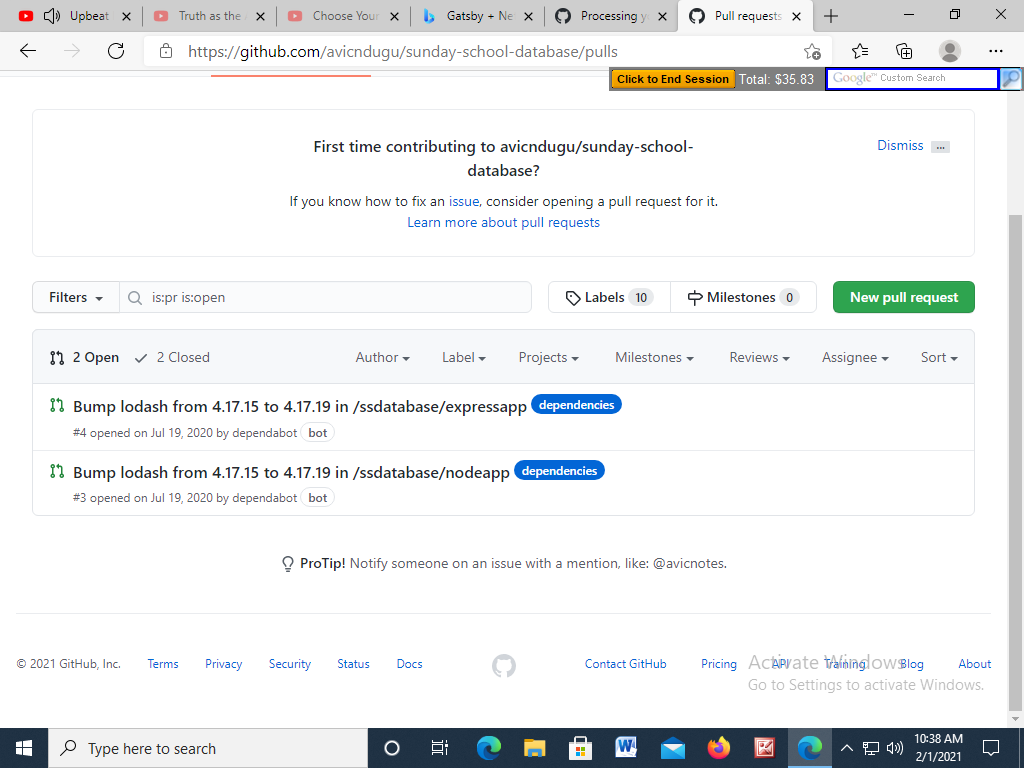 Upbeat
Truth as the
Choose Your
Gatsby + Ne
Processing yo
Pull requests
https://github.com/avicndugu/sunday-school-database/pulls
Click to End Session
Total: $35.83
Google™ Custom Search
First time contributing to avicndugu/sunday-school-
database?
Dismiss ...
If you know how to fix an issue, consider opening a pull request for it.
Learn more about pull requests
Filters
is:pr is:open
Labels 10
Milestones 0
New pull request
2 Open
2 Closed
Author
Label
Projects
Milestones
Reviews
Assignee
Sort
Bump lodash from 4.17.15 to 4.17.19 in /ssdatabase/expressapp dependencies
#4 opened on Jul 19, 2020 by dependabot bot
Bump lodash from 4.17.15 to 4.17.19 in /ssdatabase/nodeapp dependencies
#3 opened on Jul 19, 2020 by dependabot bot
ProTip! Notify someone on an issue with a mention, like: @avicnotes.
© 2021 GitHub, Inc.
Terms
Privacy
Security
Status
Docs
Contact GitHub
Pricing
API
Training
Blog
About
Activate Windows
Go to Settings to activate Windows.
Type here to search
10:38 AM
2/1/2021